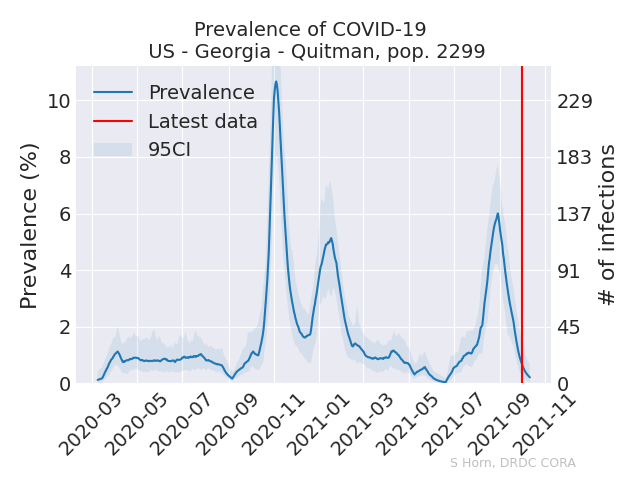 Prevalence of COVID-19
US - Georgia - Quitman, pop. 2299
Prevalence
Latest data
95CI
Prevalence (%)
10
8
6
4
2
0
# of infections
229
183
137
91
45
0
2020-03
2020-05
2020-07
2020-09
2020-11
2021-01
2021-03
2021-05
2021-07
2021-09
2021-11
S Horn, DRDC CORA